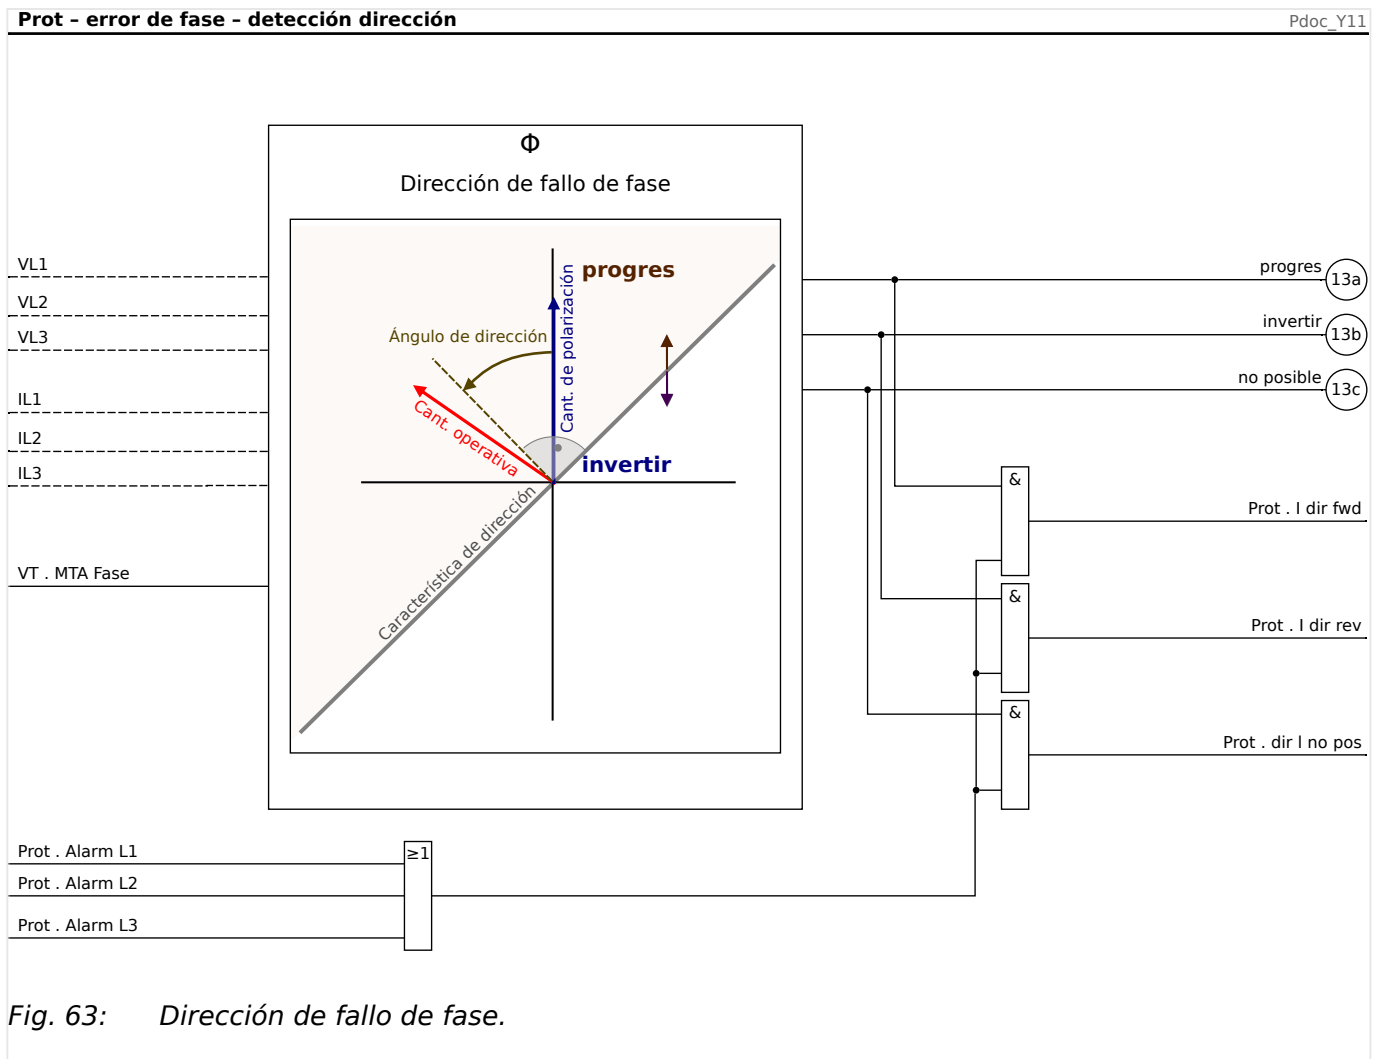 Prot – error de fase – detección dirección
Pdoc_Y11
Φ
Dirección de fallo de fase
VL1
VL2
VL3
IL1
IL2
IL3
VT . MTA Fase
progres
Cant. de polarización
Ángulo de dirección
Cant. operativa
invertir
Característica de dirección
progres
13a
invertir
13b
no posible
13c
&
Prot . I dir fwd
&
Prot . I dir rev
&
Prot . dir I no pos
Prot . Alarm L1
≥1
Prot . Alarm L2
Prot . Alarm L3
Fig. 63: Dirección de fallo de fase.